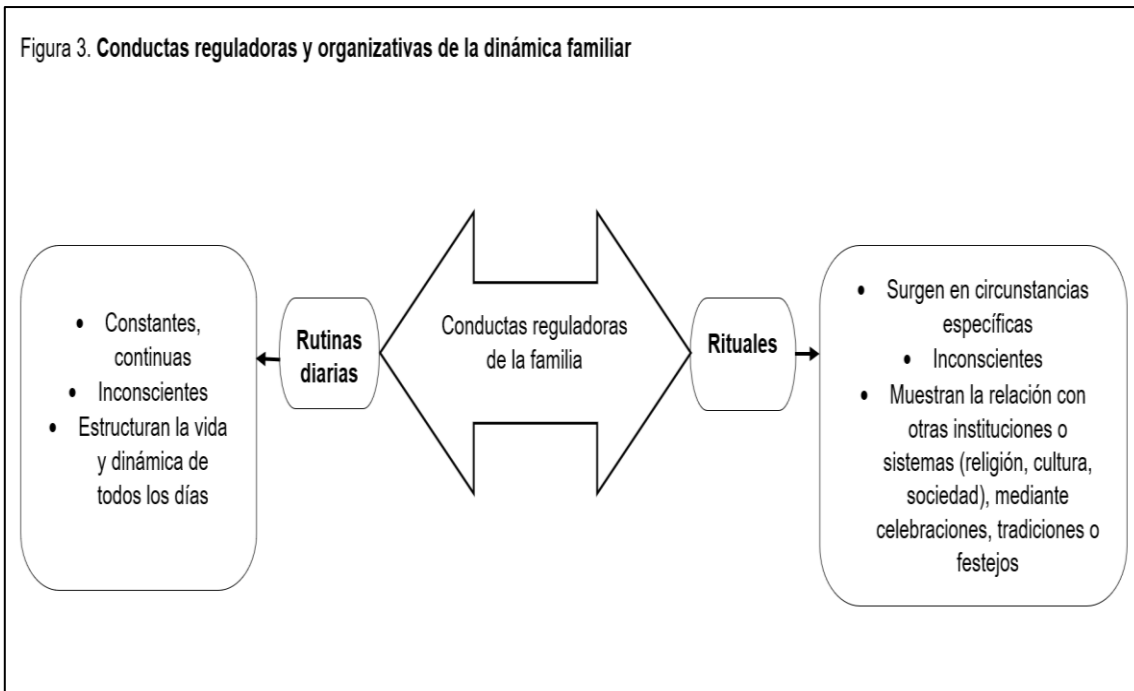 Figura 3. Conductas reguladoras y organizativas de la dinámica familiar
• Constantes,
continuas
• Inconscientes
• Estructuran la vida
y dinámica de
todos los días
Rutinas
diarias
Conductas reguladoras
de la familia
Rituales
• Surgen en circunstancias
específicas
• Inconscientes
• Muestran la relación con
otras instituciones o
sistemas (religión, cultura,
sociedad), mediante
celebraciones, tradiciones o
festejos